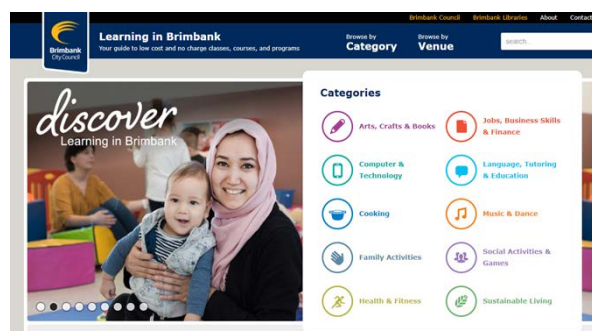 Brimbank Council Brimbank Libraries About Contact
Brimbank
City Council
Learning in Brimbank
Your guide to low cost and no charge classes, courses, and programs
Browse by
Category
Browse by
Venue
search
discover
Learning in Brimbank
Categories
Arts, Crafts & Books
Jobs, Business Skills
& Finance
Computer &
Technology
Language, Tutoring
& Education
Cooking
Music & Dance
Family Activities
Social Activities &
Games
Health & Fitness
Sustainable Living